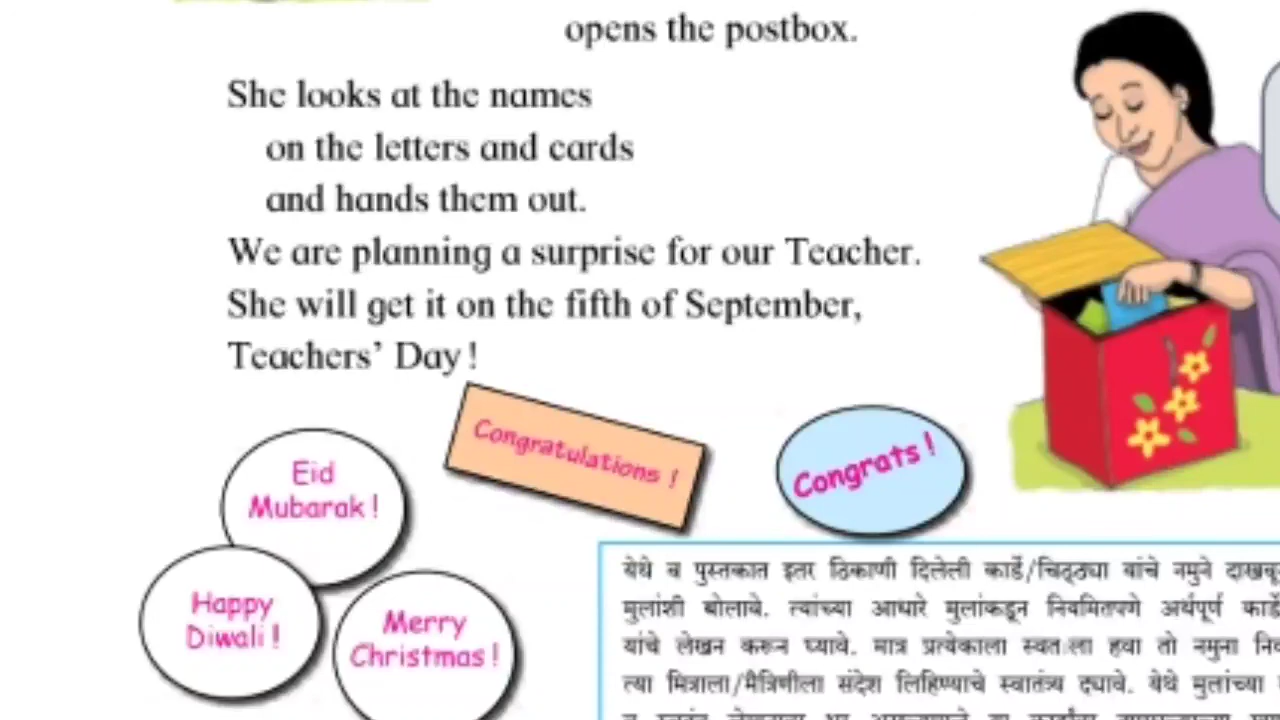 opens the postbox.
She looks at the names
on the letters and cards
and hands them out.
We are planning a surprise for our Teacher.
She will get it on the fifth of September,
Teachers’ Day!
Congratulations !
Congrats !
Eid
Mubarak !
Happy
Diwali !
Merry
Christmas !
येथे व पुस्तकात इतर ठिकाणी दिलेली कार्डे/चिठ्ठ्या यांचे नमुने
मुलांशी बोलावे. त्यांच्या आधारे मुलांकडून नियमितपणे अर्थपूर्ण
यांचे लेखन करून घ्यावे. मात्र प्रत्येकाला स्वतःला हवा तो नमुना
त्या मित्राला/मैत्रिणीला संदेश लिहिण्याचे स्वातंत्र्य द्यावे. येथे मुलांच्या